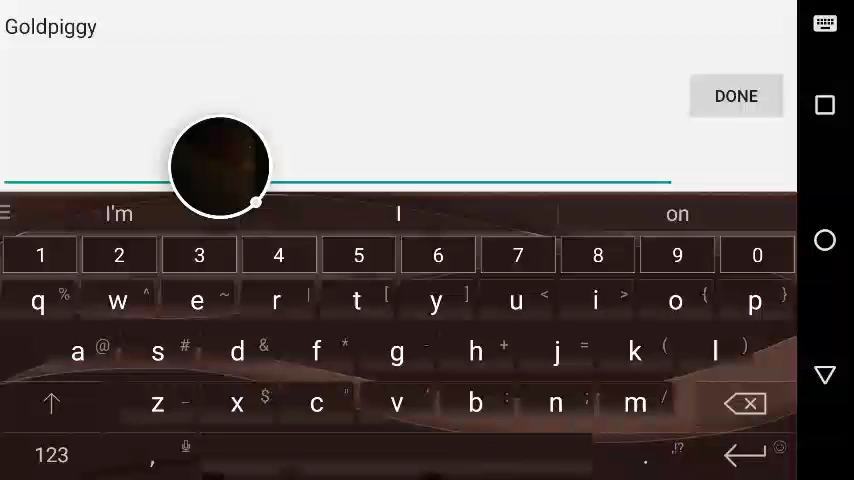 Goldpiggy
DONE
I'm I on
1 2 3 4 5 6 7 8 9 0
q % w ^ e ~ r | t [ y ] u < i > o { p }
a @ s # d & f * g - h + j = k ( l )
z _ x $ c " v ' b : n ; m /
123 , . ,!?